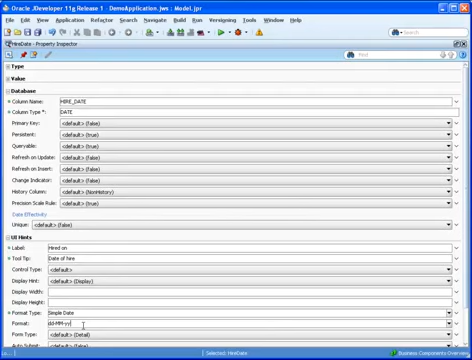 Oracle JDeveloper 11g Release 1 - DemoApplication.jws : Model.jpr
File Edit View Application Refactor Search Navigate Build Run Versioning Tools Window Help
HireDate - Property Inspector
Find
Type
Value
Database
Column Name: HIRE_DATE
Column Type *: DATE
Primary Key: <default> (false)
Persistent: <default> (true)
Queryable: <default> (true)
Refresh on Update: <default> (false)
Refresh on Insert: <default> (false)
Change Indicator: <default> (false)
History Column: <default> (NonHistory)
Precision Scale Rule: <default> (true)
Date Effectivity
Unique: <default> (false)
UI Hints
Label: Hired on
Tool Tip: Date of hire
Control Type: <default>
Display Hint: <default> (Display)
Display Width:
Display Height:
Format Type: Simple Date
Format: dd-MM-yy
Form Type: <default> (Detail)
Auto Submit: <default> (false)
Selected: HireDate
Business Components Overview